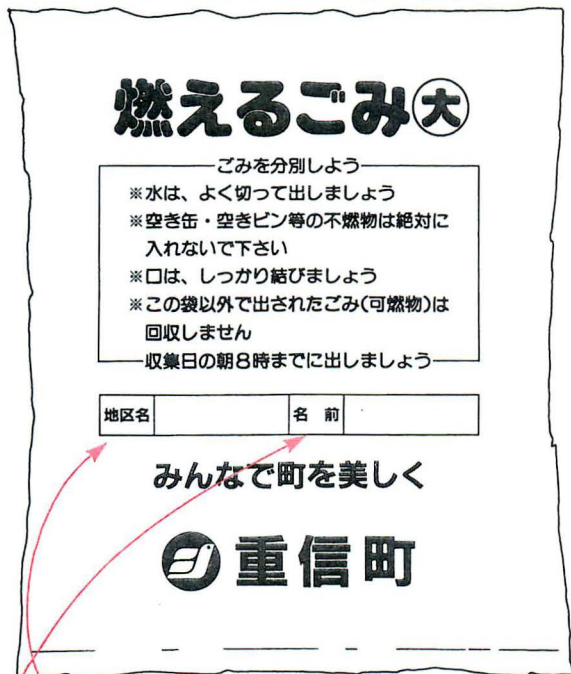 燃えるごみ大
ごみを分別しよう
※水は、よく切って出しましょう
※空き缶・空きビン等の不燃物は絶対に
入れないで下さい
※口は、しっかり結びましょう
※この袋以外で出されたごみ(可燃物)は
回収しません
収集日の朝8時までに出しましょう
地区名 名前
みんなで町を美しく
重信町